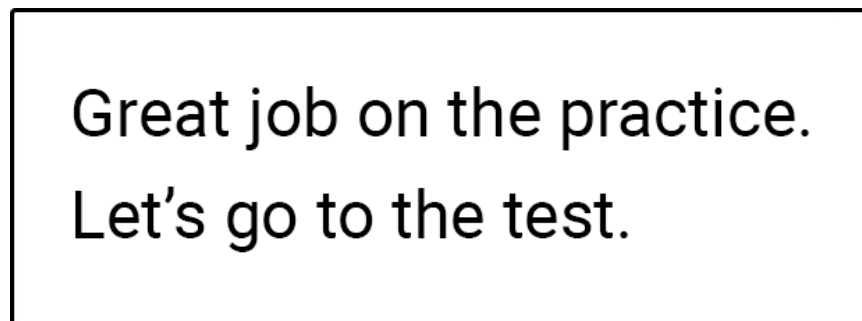 Great job on the practice.
Let’s go to the test.